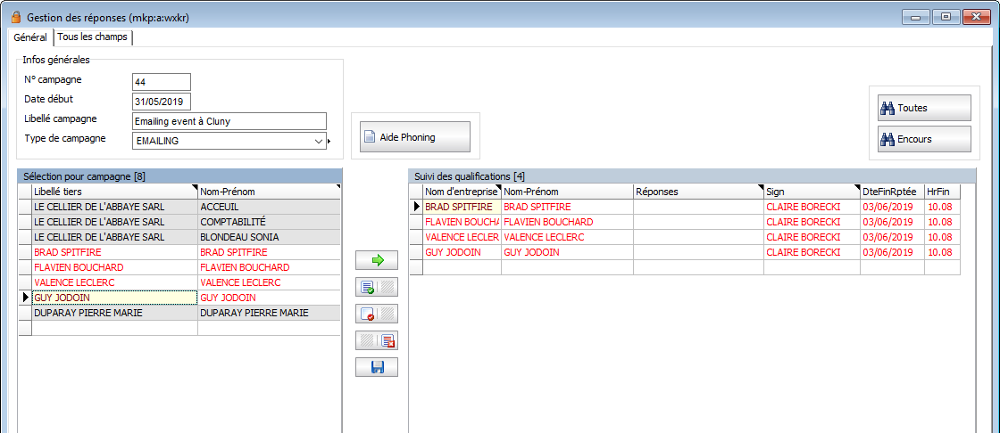 Gestion des réponses (mkp:a:wxkr)
Général Tous les champs
Infos générales
N° campagne 44
Date début 31/05/2019
Libellé campagne Emailing event à Cluny
Type de campagne EMAILING
Aide Phoning
Toutes
Encours
Sélection pour campagne [8]
Libellé tiers Nom-Prénom
LE CELLIER DE L'ABBAYE SARL ACCEUIL
LE CELLIER DE L'ABBAYE SARL COMPTABILITÉ
LE CELLIER DE L'ABBAYE SARL BLONDEAU SONIA
BRAD SPITFIRE BRAD SPITFIRE
FLAVIEN BOUCHARD FLAVIEN BOUCHARD
VALENCE LECLERC VALENCE LECLERC
GUY JODOIN GUY JODOIN
DUPARAY PIERRE MARIE DUPARAY PIERRE MARIE
Suivi des qualifications [4]
Nom d'entreprise Nom-Prénom Réponses Sign DteFinRptée HrFin
BRAD SPITFIRE BRAD SPITFIRE CLAIRE BORECKI 03/06/2019 10.08
FLAVIEN BOUCHA FLAVIEN BOUCHARD CLAIRE BORECKI 03/06/2019 10.08
VALENCE LECLER VALENCE LECLERC CLAIRE BORECKI 03/06/2019 10.08
GUY JODOIN GUY JODOIN CLAIRE BORECKI 03/06/2019 10.08